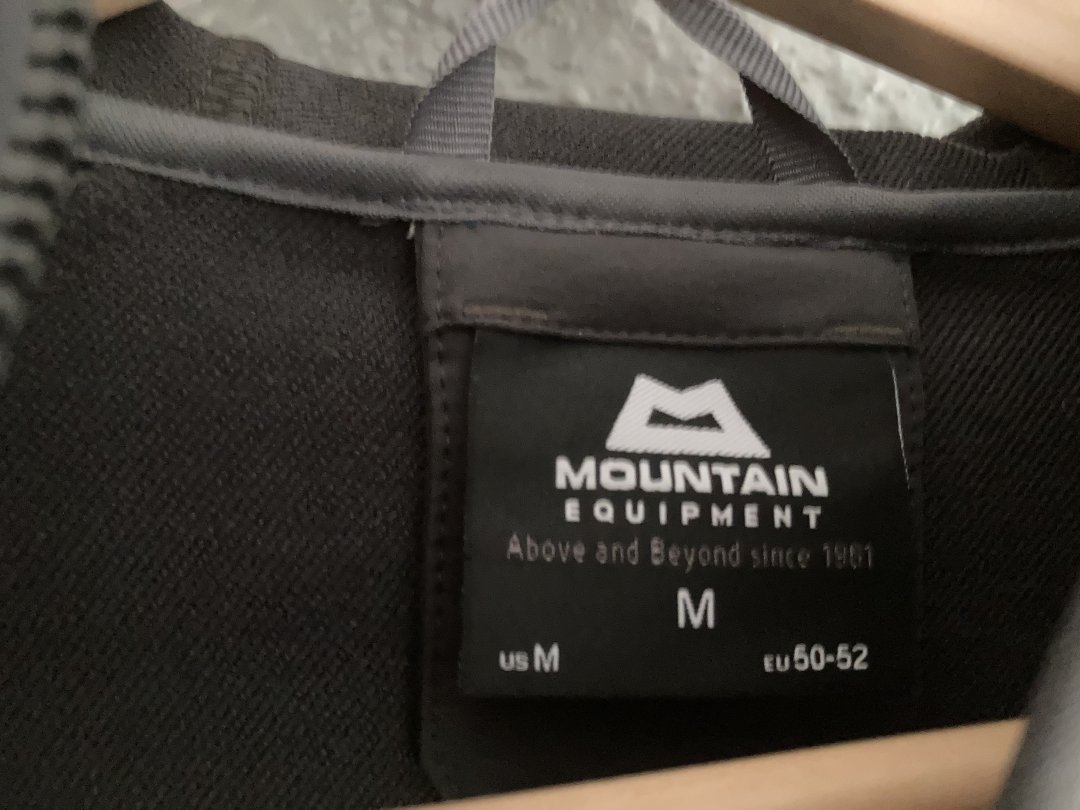 MOUNTAIN
EQUIPMENT
Above and Beyond since 1961
M
US M
EU 50-52